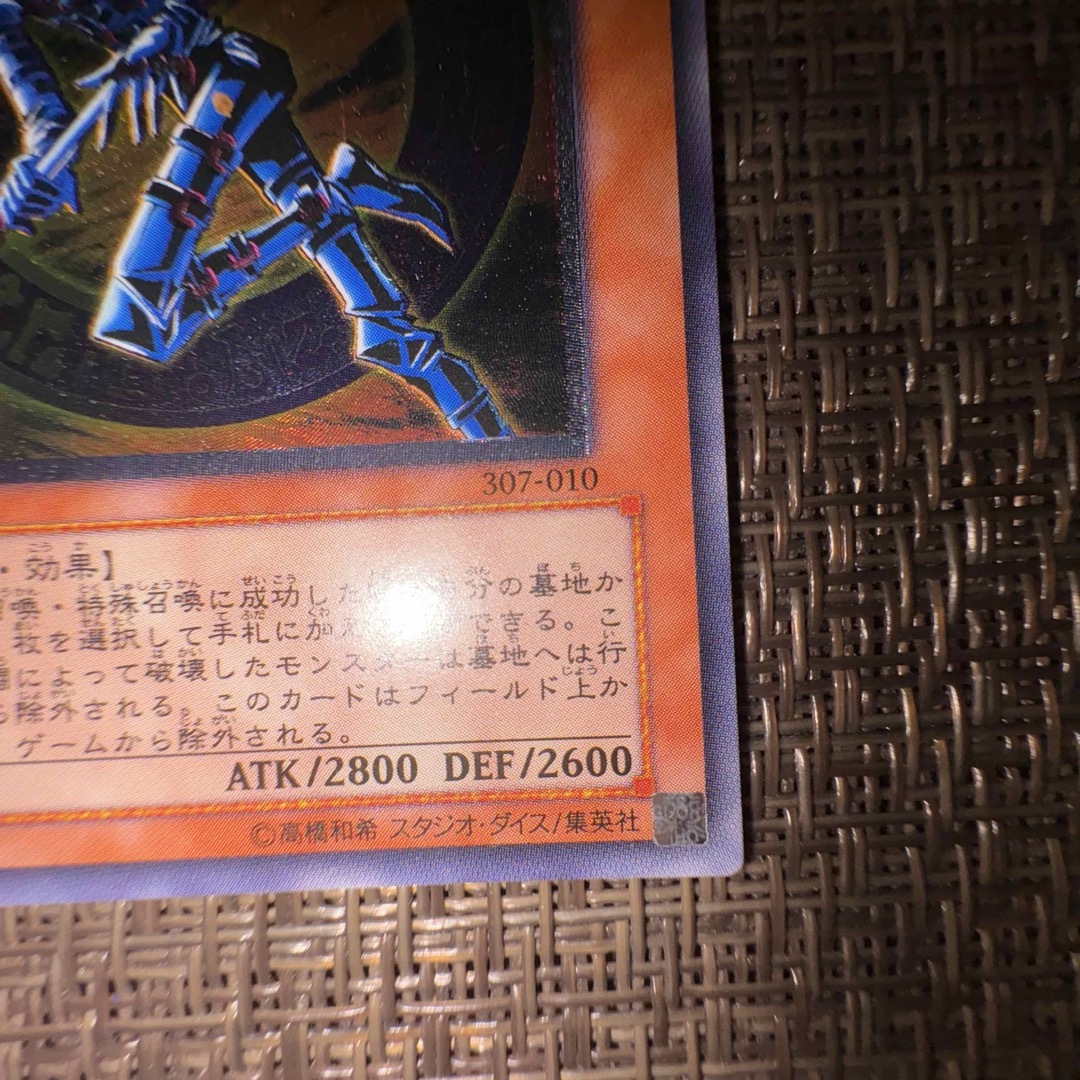 307-010
・効果】
召喚・特殊召喚に成功した 分の墓地か
枚を選択して手札に加 できる。こ
によって破壊したモンスターは墓地へは行
除外される。このカードはフィールド上か
ゲームから除外される。
ATK/2800 DEF/2600
©高橋和希 スタジオ・ダイス/集英社